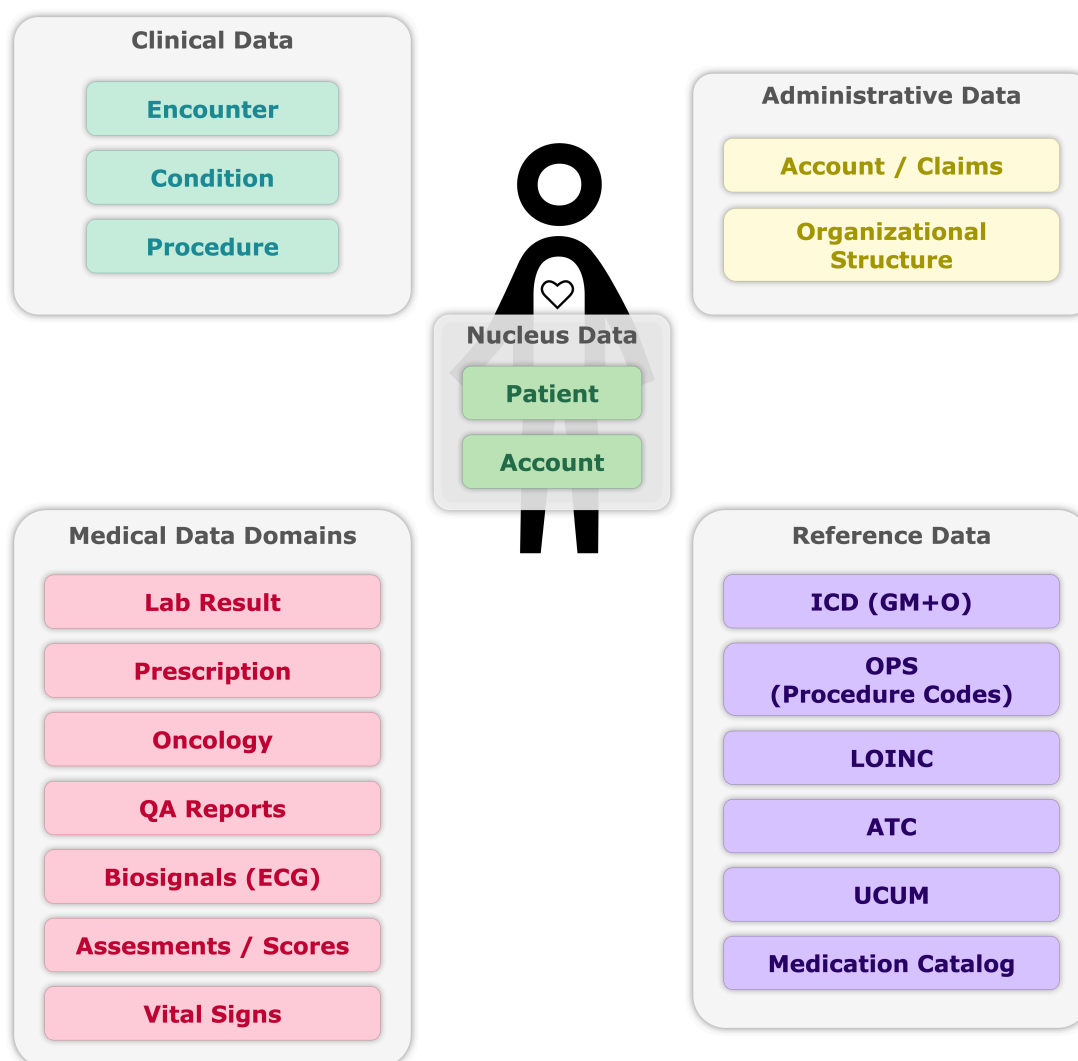 Clinical Data
Encounter
Condition
Procedure
Administrative Data
Account / Claims
Organizational
Structure
Nucleus Data
Patient
Account
Medical Data Domains
Lab Result
Prescription
Oncology
QA Reports
Biosignals (ECG)
Assesments / Scores
Vital Signs
Reference Data
ICD (GM+O)
OPS
(Procedure Codes)
LOINC
ATC
UCUM
Medication Catalog